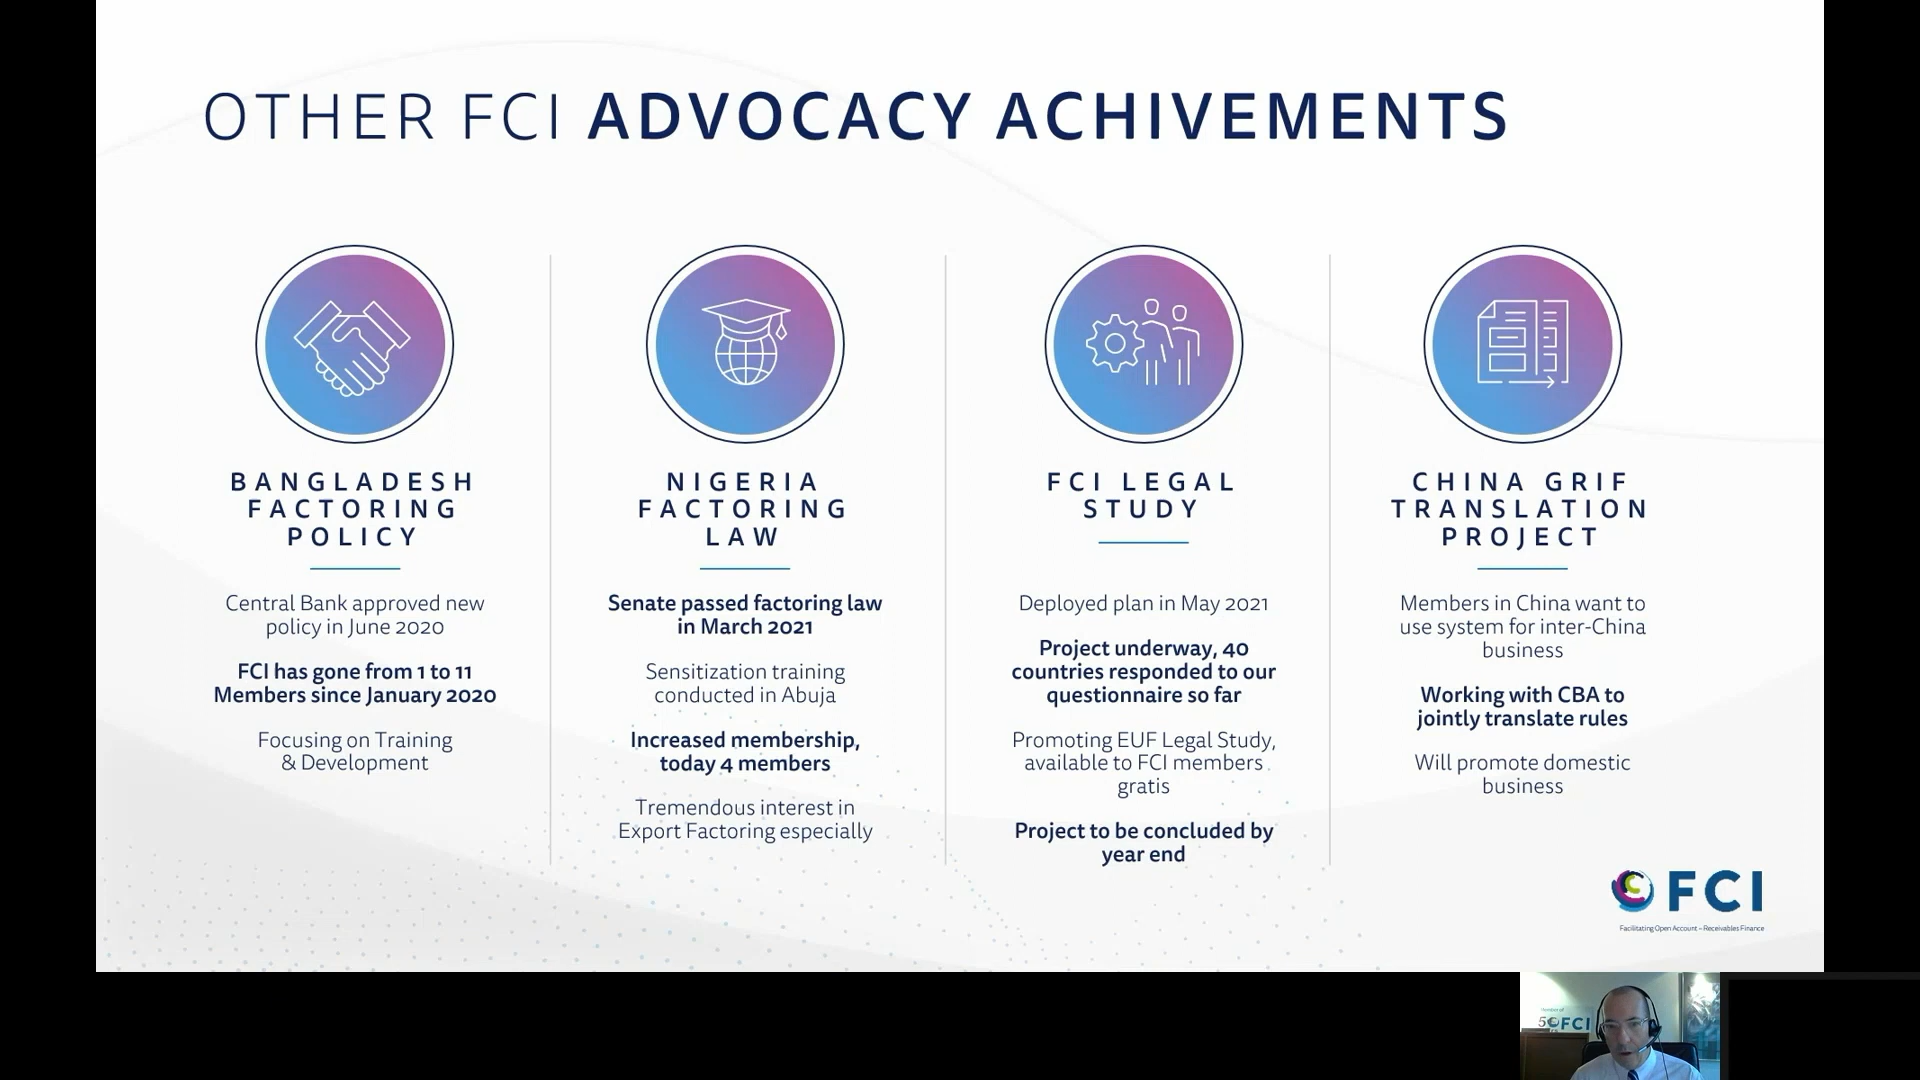 OTHER FCI ADVOCACY ACHIVEMENTS
BANGLADESH
FACTORING
POLICY
Central Bank approved new
policy in June 2020
FCI has gone from 1 to 11
Members since January 2020
Focusing on Training
& Development
NIGERIA
FACTORING
LAW
Senate passed factoring law
in March 2021
Sensitization training
conducted in Abuja
Increased membership,
today 4 members
Tremendous interest in
Export Factoring especially
FCI LEGAL
STUDY
Deployed plan in May 2021
Project underway, 40
countries responded to our
questionnaire so far
Promoting EUF Legal Study,
available to FCI members
gratis
Project to be concluded by
year end
CHINA GRIF
TRANSLATION
PROJECT
Members in China want to
use system for inter-China
business
Working with CBA to
jointly translate rules
Will promote domestic
business
FCI
Facilitating Open Account – Receivables Finance
FCI